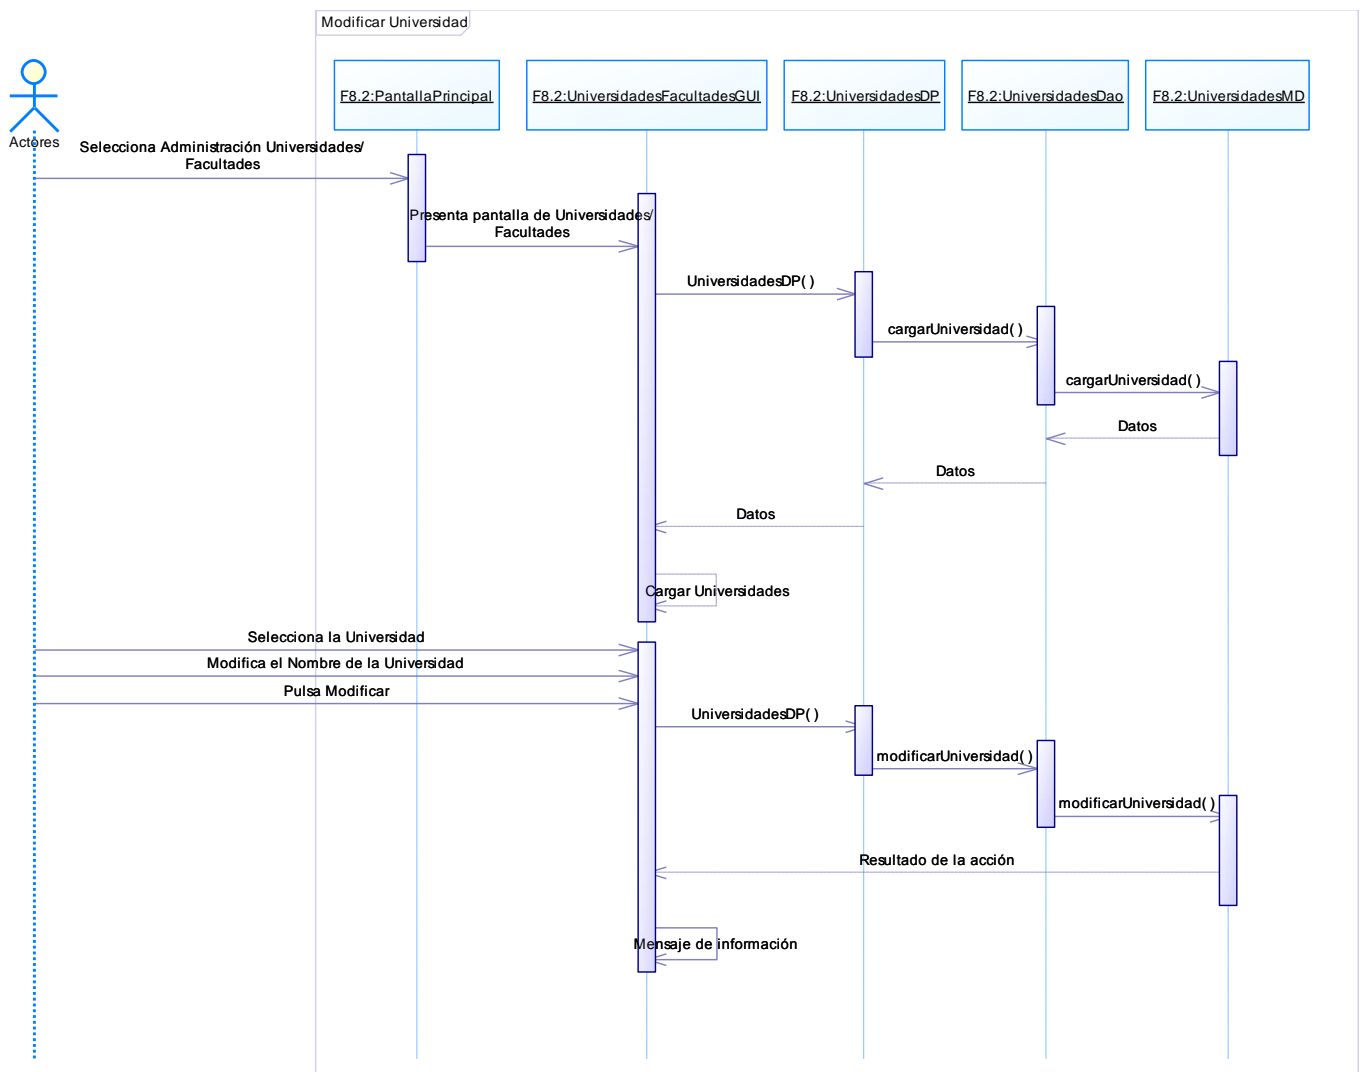 Modificar Universidad
F8.2:PantallaPrincipal
F8.2:UniversidadesFacultadesGUI
F8.2:UniversidadesDP
F8.2:UniversidadesDao
F8.2:UniversidadesMD
Actores
Selecciona Administración Universidades/
Facultades
Presenta pantalla de Universidades/
Facultades
UniversidadesDP( )
cargarUniversidad( )
cargarUniversidad( )
Datos
Datos
Datos
Cargar Universidades
Selecciona la Universidad
Modifica el Nombre de la Universidad
Pulsa Modificar
UniversidadesDP( )
modificarUniversidad( )
modificarUniversidad( )
Resultado de la acción
Mensaje de información